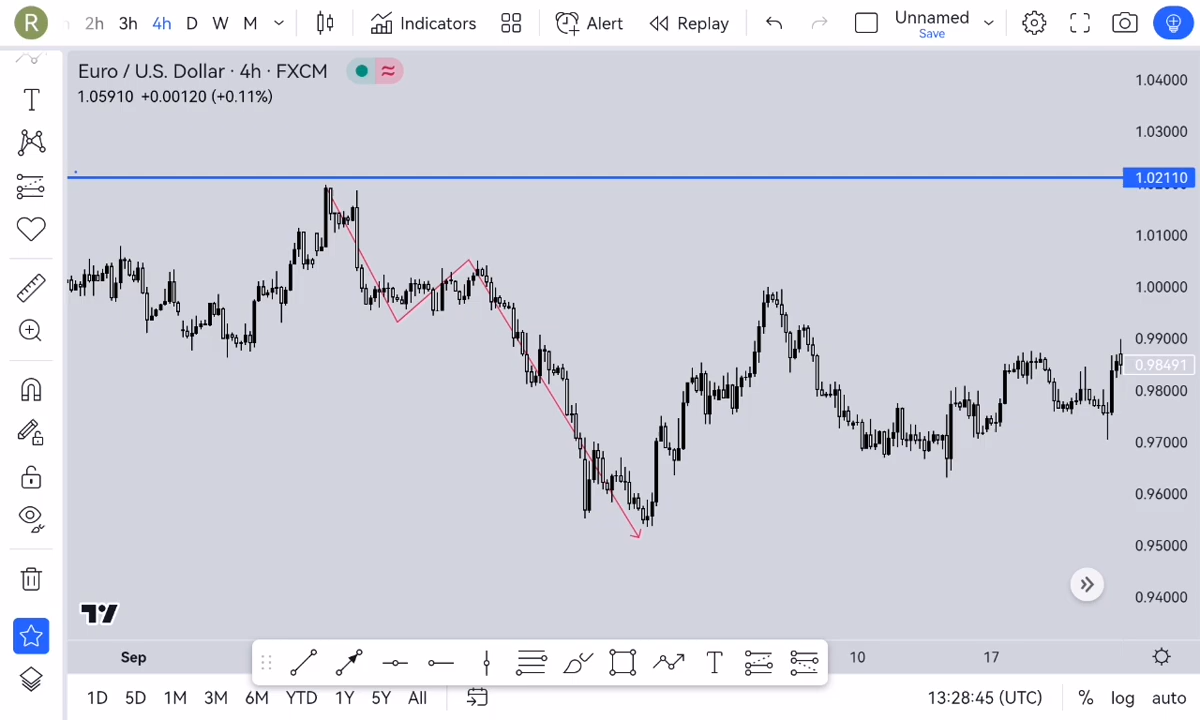 R 2h 3h 4h D W M Indicators Alert Replay Unnamed
Save
Euro / U.S. Dollar · 4h · FXCM
1.05910 +0.00120 (+0.11%)
1.04000
1.03000
1.02110
1.01000
1.00000
0.99000
0.98491
0.98000
0.97000
0.96000
0.95000
0.94000
Sep 10 17
1D 5D 1M 3M 6M YTD 1Y 5Y All 13:28:45 (UTC) % log auto